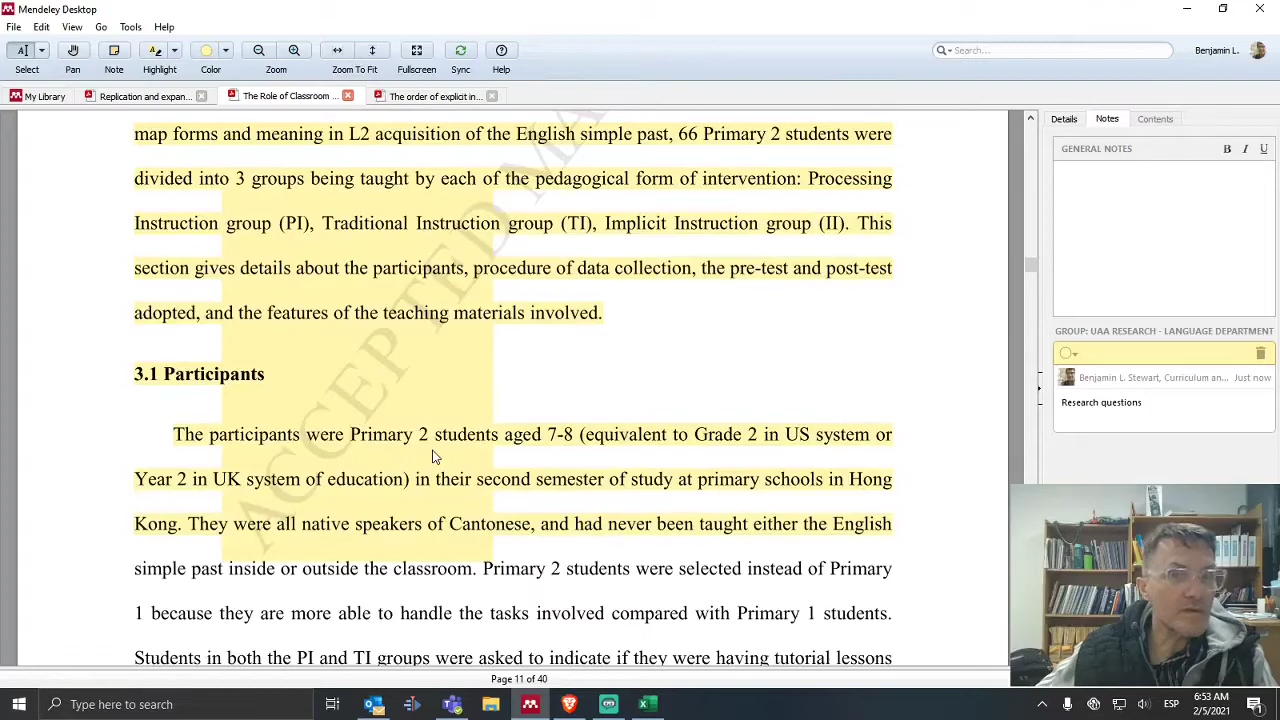 Mendeley Desktop
File Edit View Go Tools Help
Select Pan Note Highlight Color Zoom Zoom To Fit Fullscreen Sync Help
Search... Benjamin L.
My Library Replication and expan... The Role of Classroom ... The order of explicit in...
map forms and meaning in L2 acquisition of the English simple past, 66 Primary 2 students were
divided into 3 groups being taught by each of the pedagogical form of intervention: Processing
Instruction group (PI), Traditional Instruction group (TI), Implicit Instruction group (II). This
section gives details about the participants, procedure of data collection, the pre-test and post-test
adopted, and the features of the teaching materials involved.
3.1 Participants
The participants were Primary 2 students aged 7-8 (equivalent to Grade 2 in US system or
Year 2 in UK system of education) in their second semester of study at primary schools in Hong
Kong. They were all native speakers of Cantonese, and had never been taught either the English
simple past inside or outside the classroom. Primary 2 students were selected instead of Primary
1 because they are more able to handle the tasks involved compared with Primary 1 students.
Students in both the PI and TI groups were asked to indicate if they were having tutorial lessons
ACCEPTED MA
Page 11 of 40
Details Notes Contents
GENERAL NOTES B I U
GROUP: UAA RESEARCH - LANGUAGE DEPARTMENT
Benjamin L. Stewart, Curriculum an... Just now
Research questions
Type here to search
ESP
6:53 AM
2/5/2021